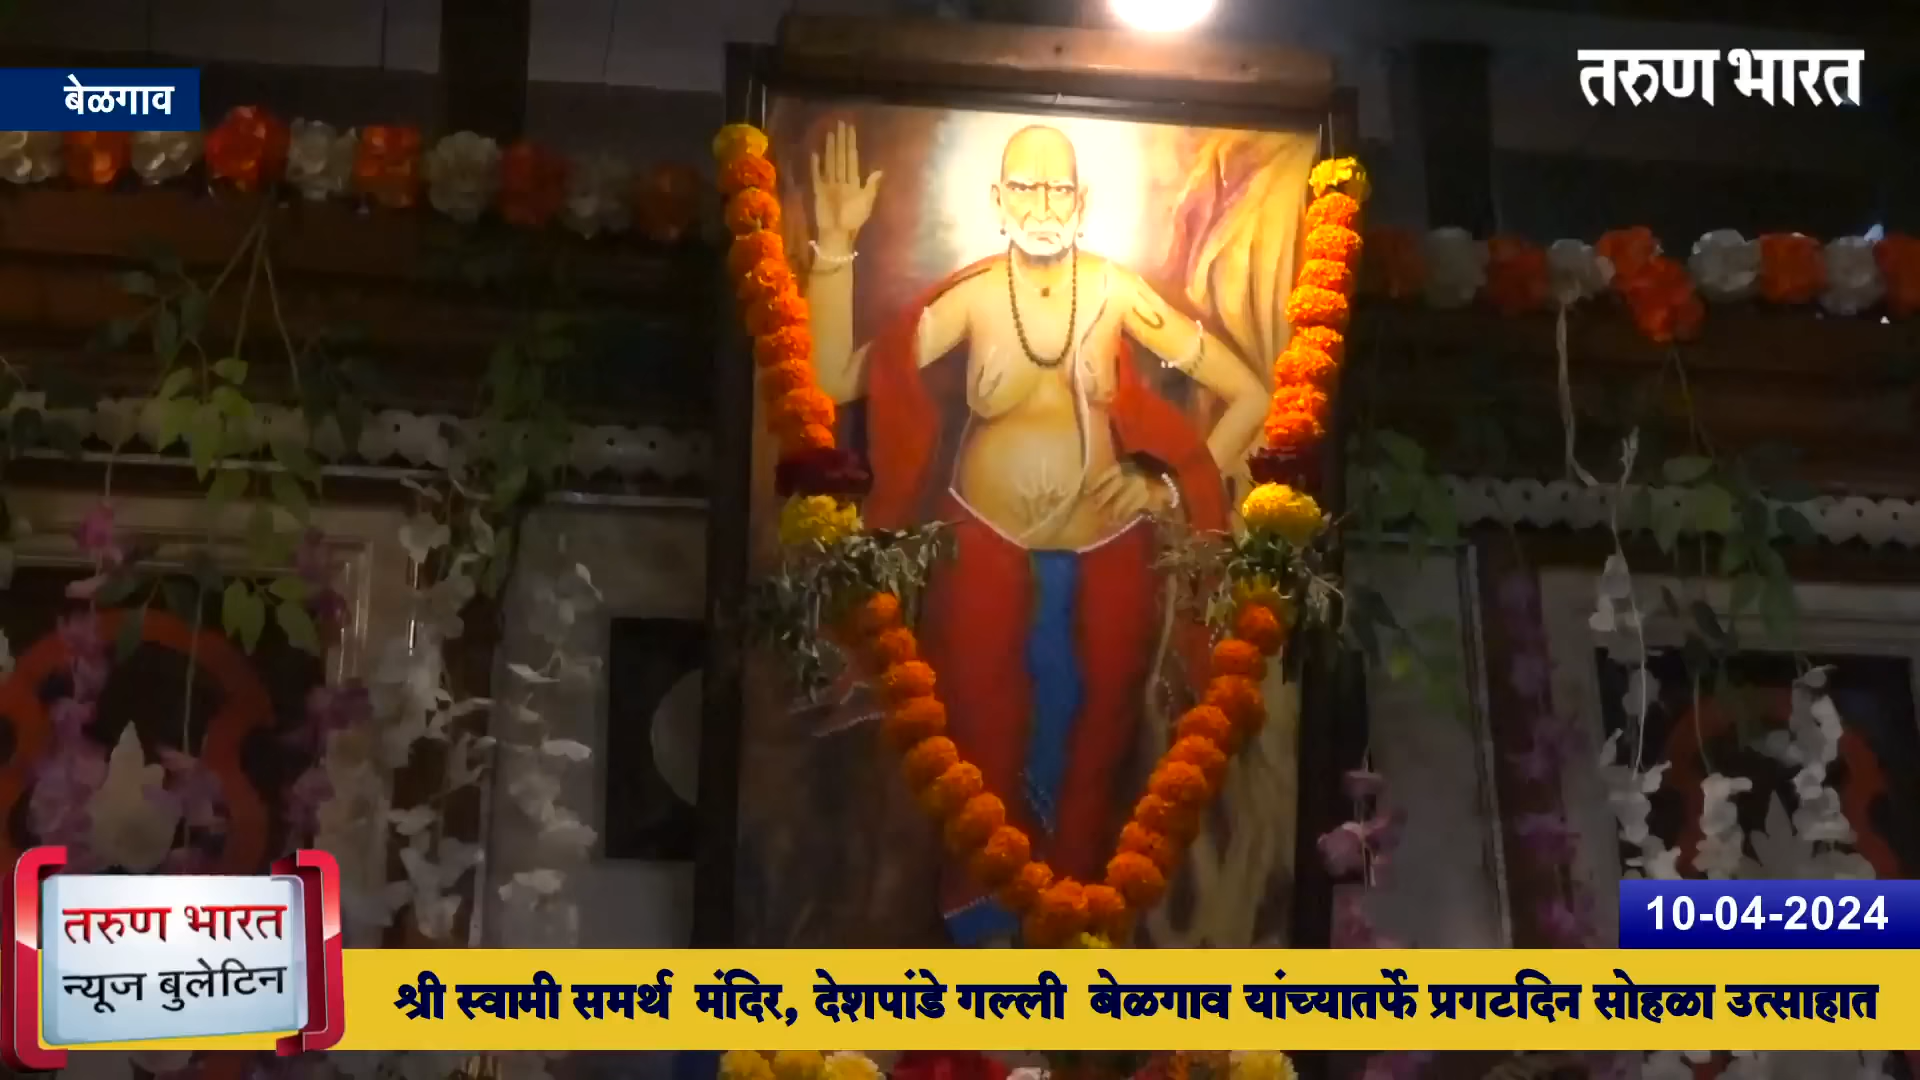 बेळगाव
तरुण भारत
10-04-2024
तरुण भारत
न्यूज बुलेटिन
श्री स्वामी समर्थ मंदिर, देशपांडे गल्ली बेळगाव यांच्यातर्फे प्रगटदिन सोहळा उत्साहात